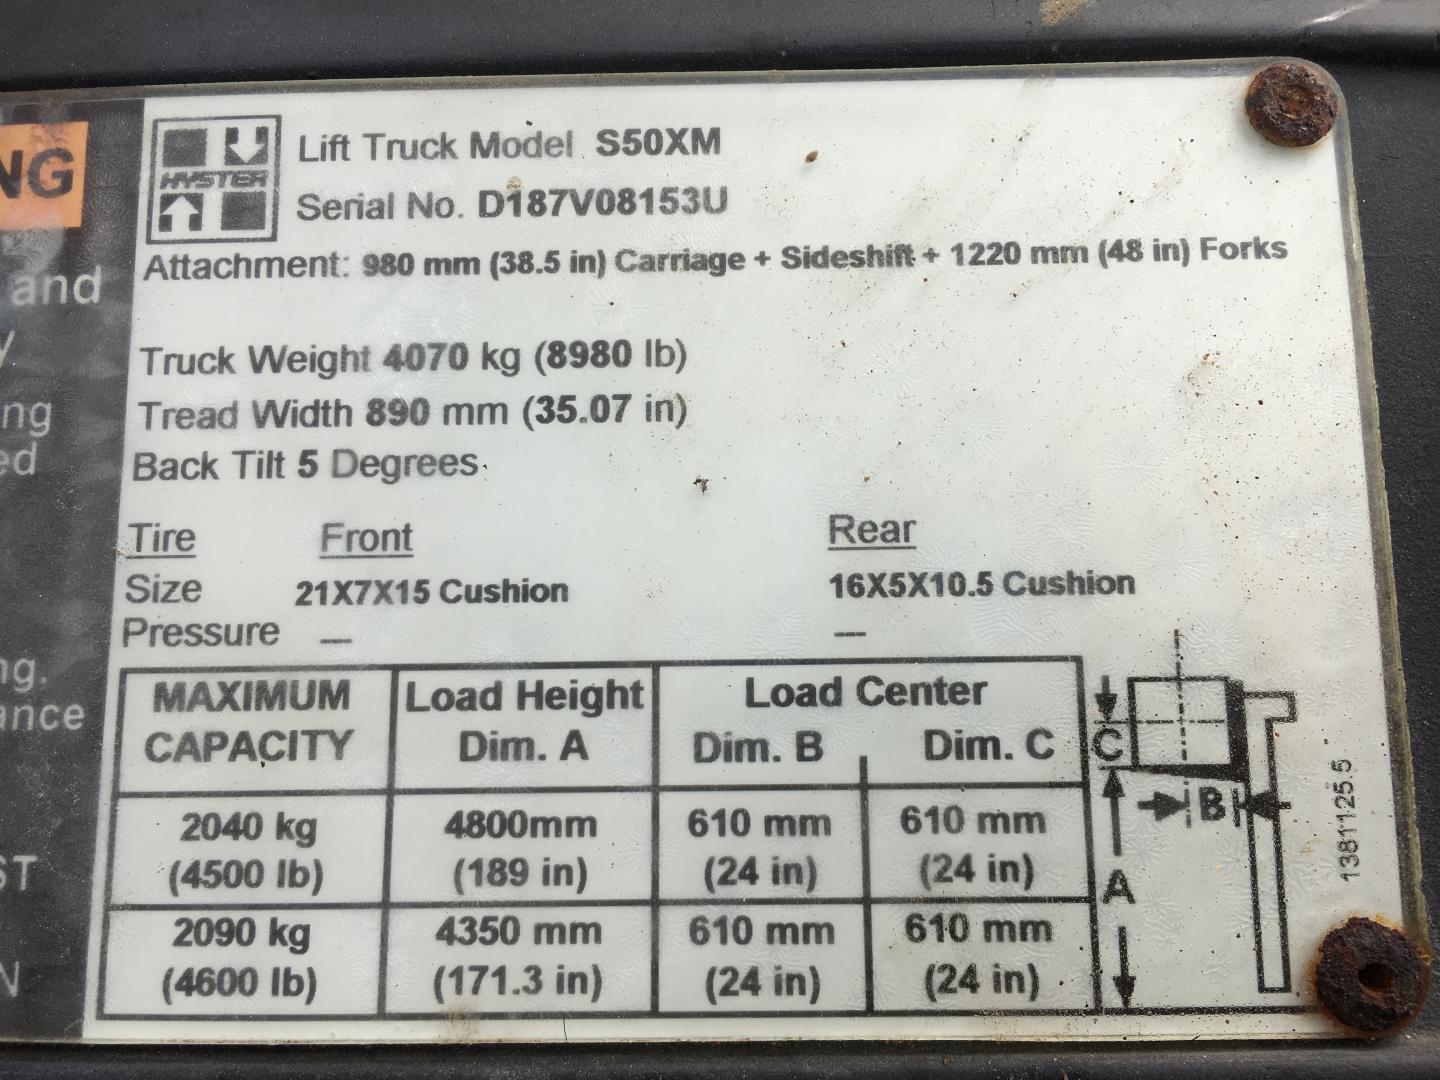 NG
and
y
ng
ed
ng.
ance
ST
N
HYSTER
Lift Truck Model S50XM
Serial No. D187V08153U
Attachment: 980 mm (38.5 in) Carriage + Sideshift + 1220 mm (48 in) Forks
Truck Weight 4070 kg (8980 lb)
Tread Width 890 mm (35.07 in)
Back Tilt 5 Degrees
Tire Front Rear
Size 21X7X15 Cushion 16X5X10.5 Cushion
Pressure — —
MAXIMUM Load Height Load Center
CAPACITY Dim. A Dim. B Dim. C
2040 kg 4800mm 610 mm 610 mm
(4500 lb) (189 in) (24 in) (24 in)
2090 kg 4350 mm 610 mm 610 mm
(4600 lb) (171.3 in) (24 in) (24 in)
C
B
A
1381125.5